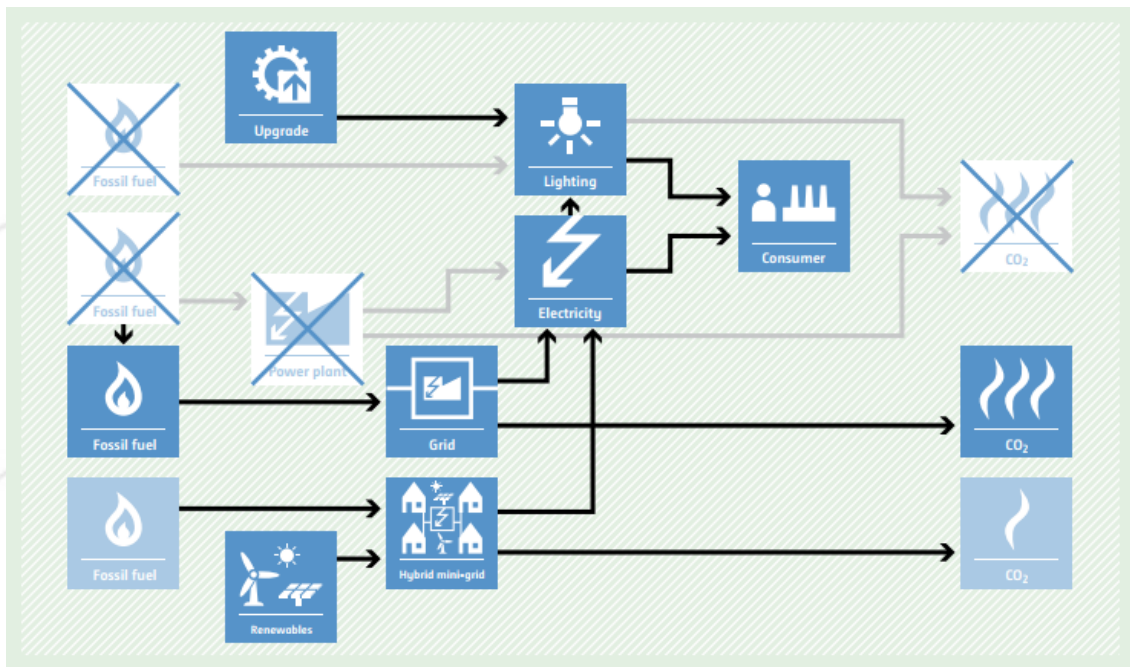 Upgrade
Fossil fuel
Lighting
Fossil fuel
Power plant
Electricity
Consumer
CO₂
Fossil fuel
Grid
CO₂
Fossil fuel
Renewables
Hybrid mini-grid
CO₂